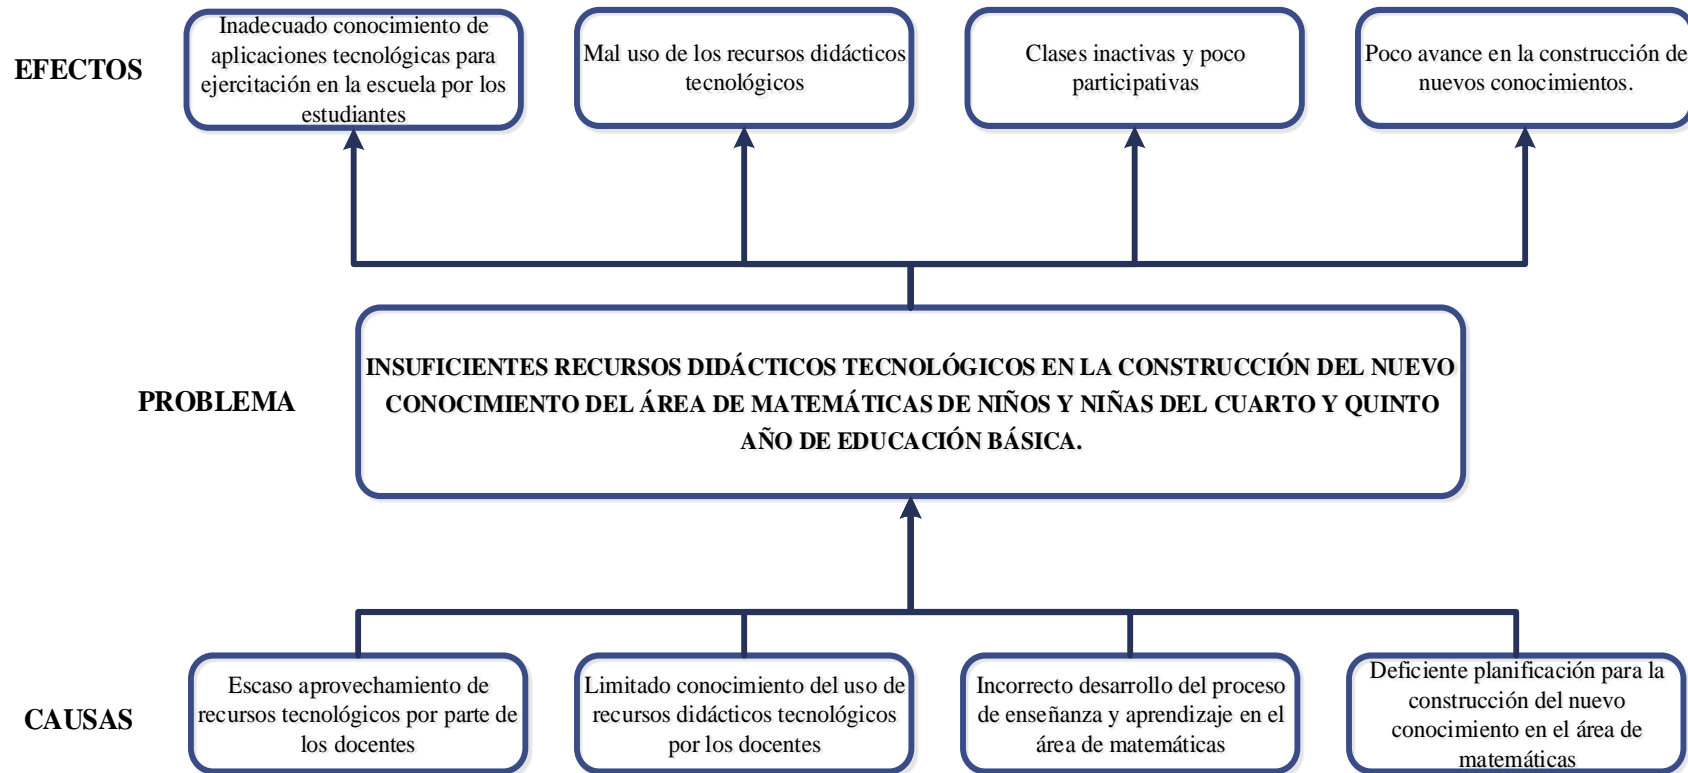 EFECTOS
Inadecuado conocimiento de
aplicaciones tecnológicas para
ejercitación en la escuela por los
estudiantes
Mal uso de los recursos didácticos
tecnológicos
Clases inactivas y poco
participativas
Poco avance en la construcción de
nuevos conocimientos.
PROBLEMA
INSUFICIENTES RECURSOS DIDÁCTICOS TECNOLÓGICOS EN LA CONSTRUCCIÓN DEL NUEVO
CONOCIMIENTO DEL ÁREA DE MATEMÁTICAS DE NIÑOS Y NIÑAS DEL CUARTO Y QUINTO
AÑO DE EDUCACIÓN BÁSICA.
CAUSAS
Escaso aprovechamiento de
recursos tecnológicos por parte de
los docentes
Limitado conocimiento del uso de
recursos didácticos tecnológicos
por los docentes
Incorrecto desarrollo del proceso
de enseñanza y aprendizaje en el
área de matemáticas
Deficiente planificación para la
construcción del nuevo
conocimiento en el área de
matemáticas